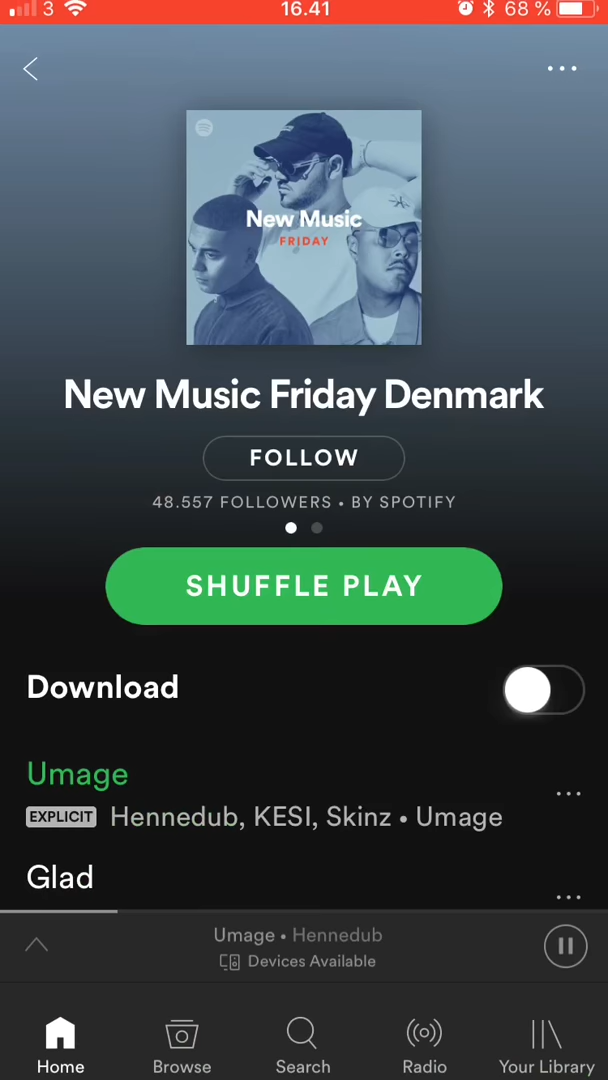 3 16.41 68 %
New Music
FRIDAY
New Music Friday Denmark
FOLLOW
48.557 FOLLOWERS • BY SPOTIFY
SHUFFLE PLAY
Download
Umage
EXPLICIT Hennedub, KESI, Skinz • Umage
Glad
Umage • Hennedub
Devices Available
Home Browse Search Radio Your Library